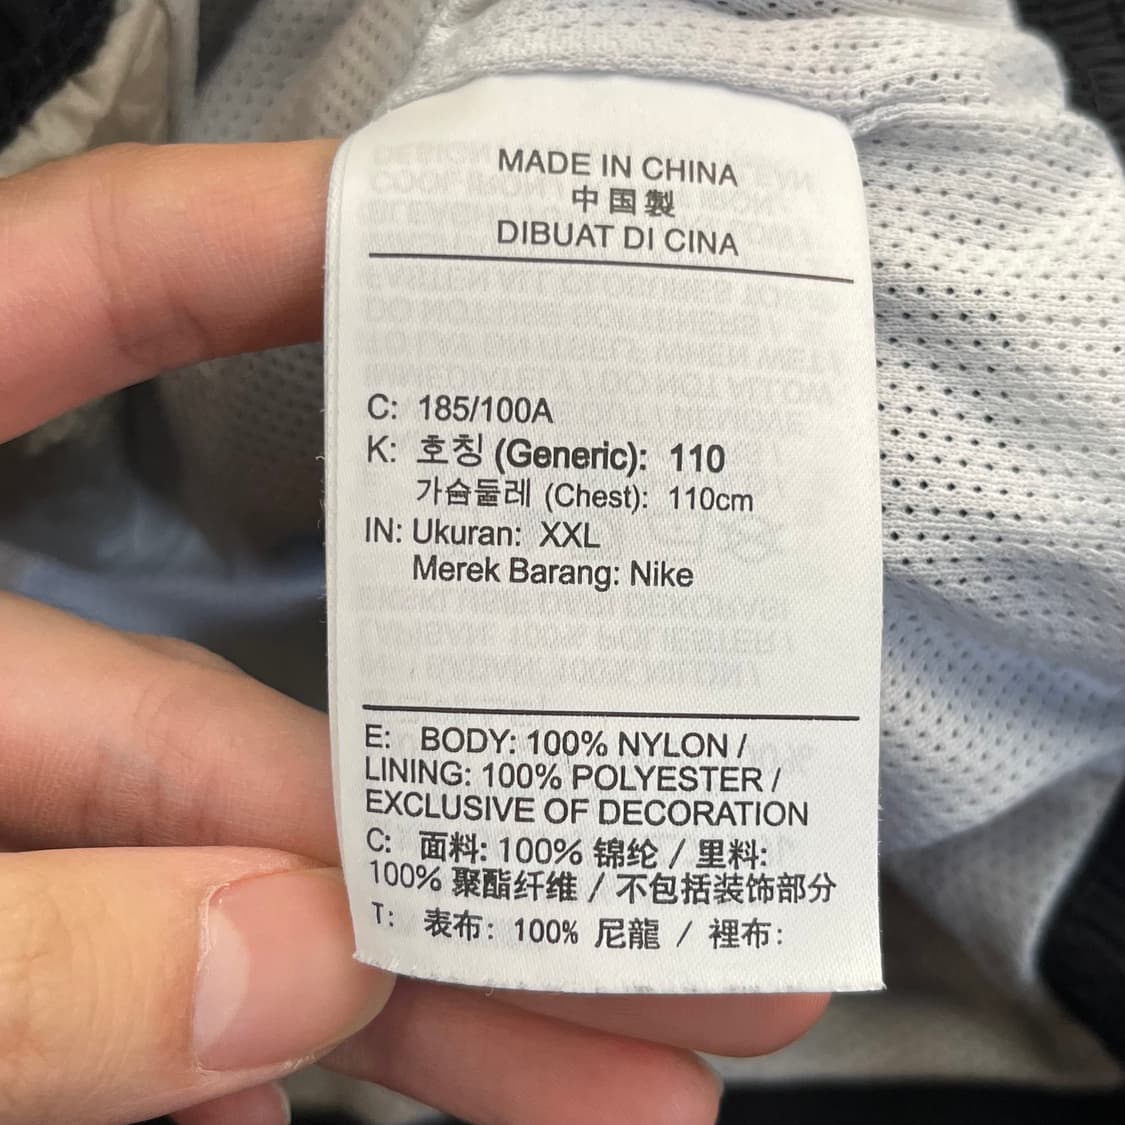 MADE IN CHINA
中国製
DIBUAT DI CINA
C: 185/100A
K: 호칭 (Generic): 110
가슴둘레 (Chest): 110cm
IN: Ukuran: XXL
Merek Barang: Nike
E: BODY: 100% NYLON /
LINING: 100% POLYESTER /
EXCLUSIVE OF DECORATION
C: 面料: 100% 锦纶 / 里料:
100% 聚酯纤维 / 不包括装饰部分
T: 表布: 100% 尼龍 / 裡布: